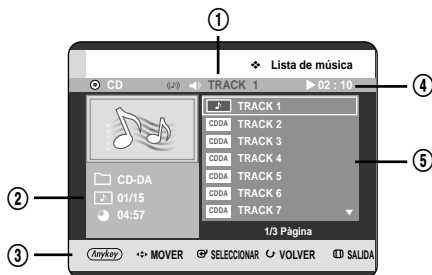 ①
❖ Lista de música
CD TRACK 1 ▶ 02 : 10
④
TRACK 1
CDDA TRACK 2
CDDA TRACK 3
CDDA TRACK 4
CDDA TRACK 5
CDDA TRACK 6
CDDA TRACK 7
⑤
CD-DA
② 01/15
04:57
1/3 Pàgina
③ Anykey MOVER SELECCIONAR VOLVER SALIDA